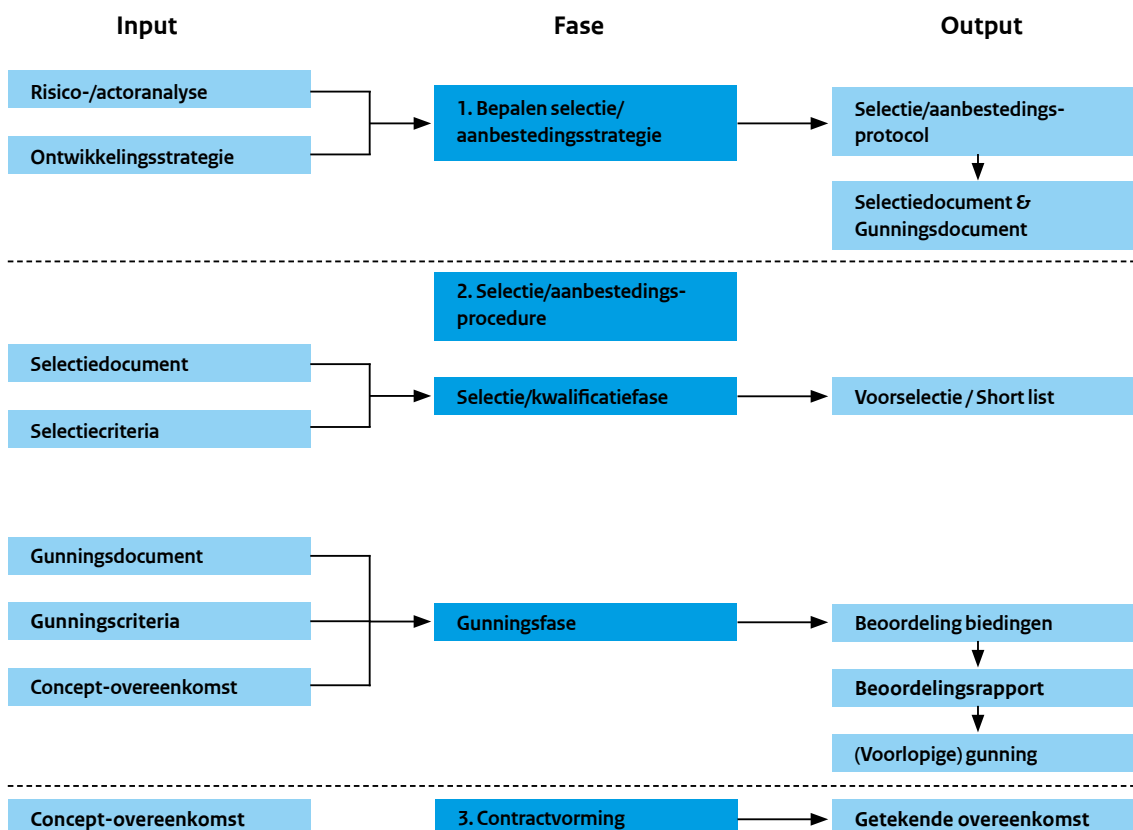 Input
Fase
Output
Risico-/actoranalyse
Ontwikkelingsstrategie
1. Bepalen selectie/
aanbestedingsstrategie
Selectie/aanbestedings-
protocol
Selectiedocument &
Gunningsdocument
2. Selectie/aanbestedings-
procedure
Selectiedocument
Selectiecriteria
Selectie/kwalificatiefase
Voorselectie / Short list
Gunningsdocument
Gunningscriteria
Concept-overeenkomst
Gunningsfase
Beoordeling biedingen
Beoordelingsrapport
(Voorlopige) gunning
Concept-overeenkomst
3. Contractvorming
Getekende overeenkomst